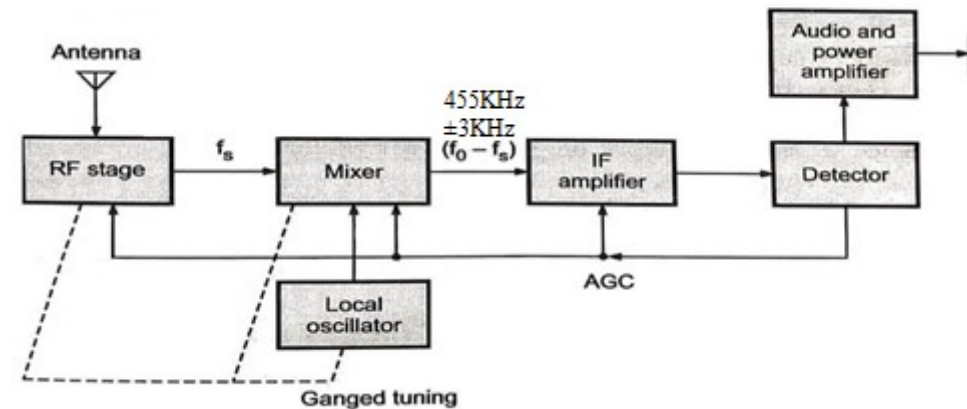 Antenna
Audio and
power
amplifier
455KHz
±3KHz
(f₀ – fₛ)
fₛ
RF stage
Mixer
IF
amplifier
Detector
AGC
Local
oscillator
Ganged tuning